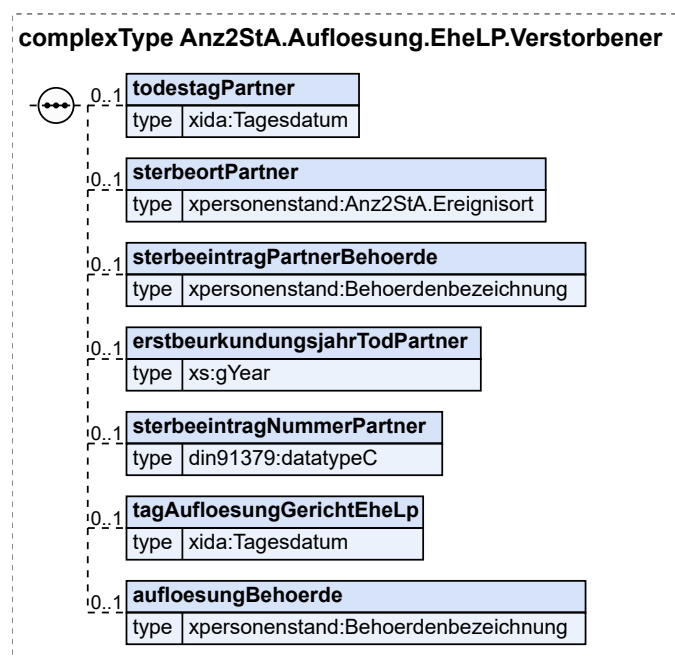 complexType Anz2StA.Aufloesung.EheLP.Verstorbener
0..1 todestagPartner
type xida:Tagesdatum
0..1 sterbeortPartner
type xpersonenstand:Anz2StA.Ereignisort
0..1 sterbeeintragPartnerBehoerde
type xpersonenstand:Behoerdenbezeichnung
0..1 erstbeurkundungsjahrTodPartner
type xs:gYear
0..1 sterbeeintragNummerPartner
type din91379:datatypeC
0..1 tagAufloesungGerichtEheLp
type xida:Tagesdatum
0..1 aufloesungBehoerde
type xpersonenstand:Behoerdenbezeichnung